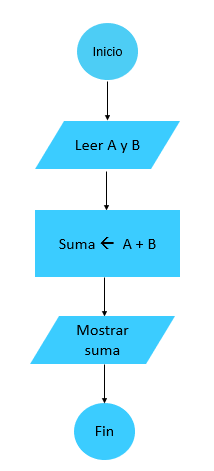 Inicio
Leer A y B
Suma ← A + B
Mostrar
suma
Fin